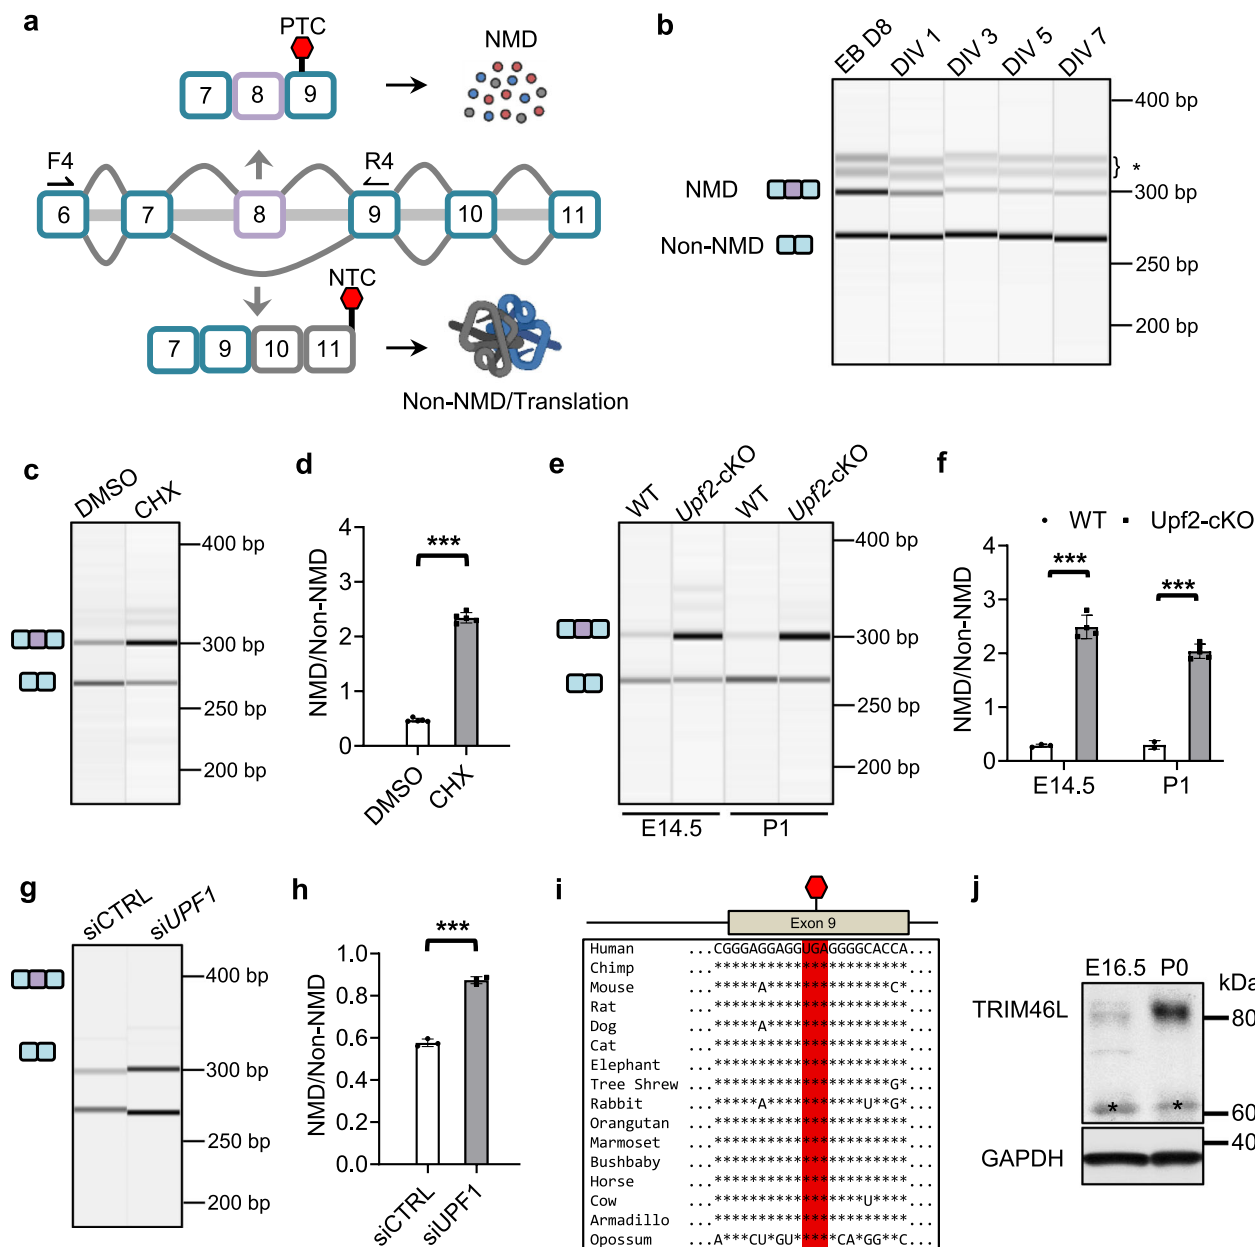 a
PTC
NMD
7 8 9
F4 R4
6 7 8 9 10 11
NTC
7 9 10 11
Non-NMD/Translation
b
EB D8 DIV 1 DIV 3 DIV 5 DIV 7
400 bp
*
NMD 300 bp
Non-NMD
250 bp
200 bp
c
DMSO CHX
400 bp
300 bp
250 bp
200 bp
d
NMD/Non-NMD
4
3
2
1
0
***
DMSO CHX
e
WT Upf2-cKO WT Upf2-cKO
400 bp
300 bp
250 bp
200 bp
E14.5 P1
f
WT Upf2-cKO
NMD/Non-NMD
4
3
2
1
0
*** ***
E14.5 P1
g
siCTRL siUPF1
400 bp
300 bp
250 bp
200 bp
h
NMD/Non-NMD
1.0
0.8
0.6
0.4
0.2
0.0
***
siCTRL siUPF1
i
Exon 9
Human ...CGGGAGGAGGUGAGGGGCACCA...
Chimp ...**********************...
Mouse ...*****A**************C*...
Rat ...**********************...
Dog ...*****A****************...
Cat ...**********************...
Elephant ...**********************...
Tree Shrew ...********************G*...
Rabbit ...*****A***********U**G*...
Orangutan ...**********************...
Marmoset ...**********************...
Bushbaby ...**********************...
Horse ...**********************...
Cow ...*****************U****...
Armadillo ...**********************...
Opossum A...***CU*GU*****CA*GG**C...
j
E16.5 P0
kDa
TRIM46L
80
* *
60
40
GAPDH